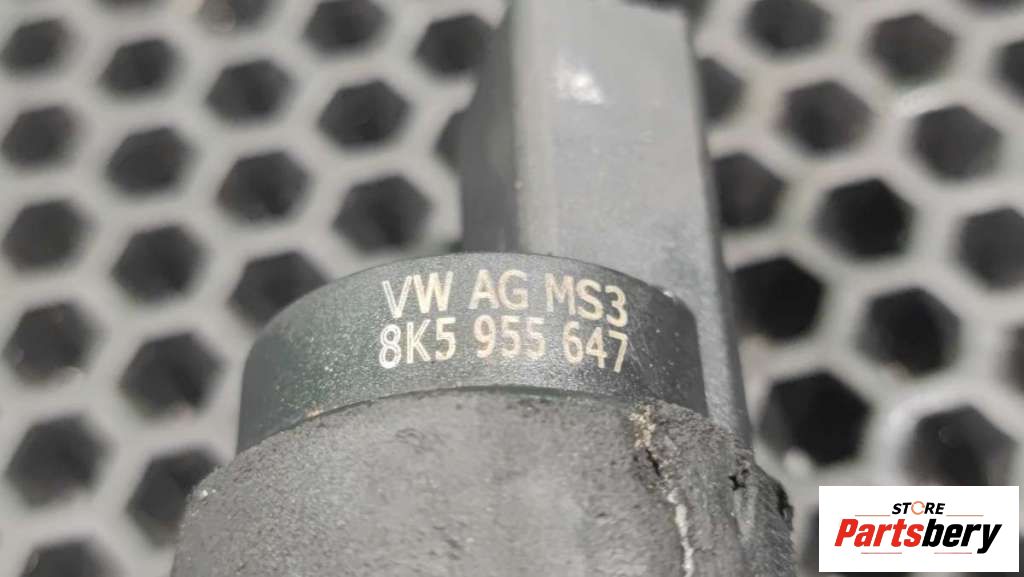 VW AG MS3
8K5 955 647
STORE
Partsbery